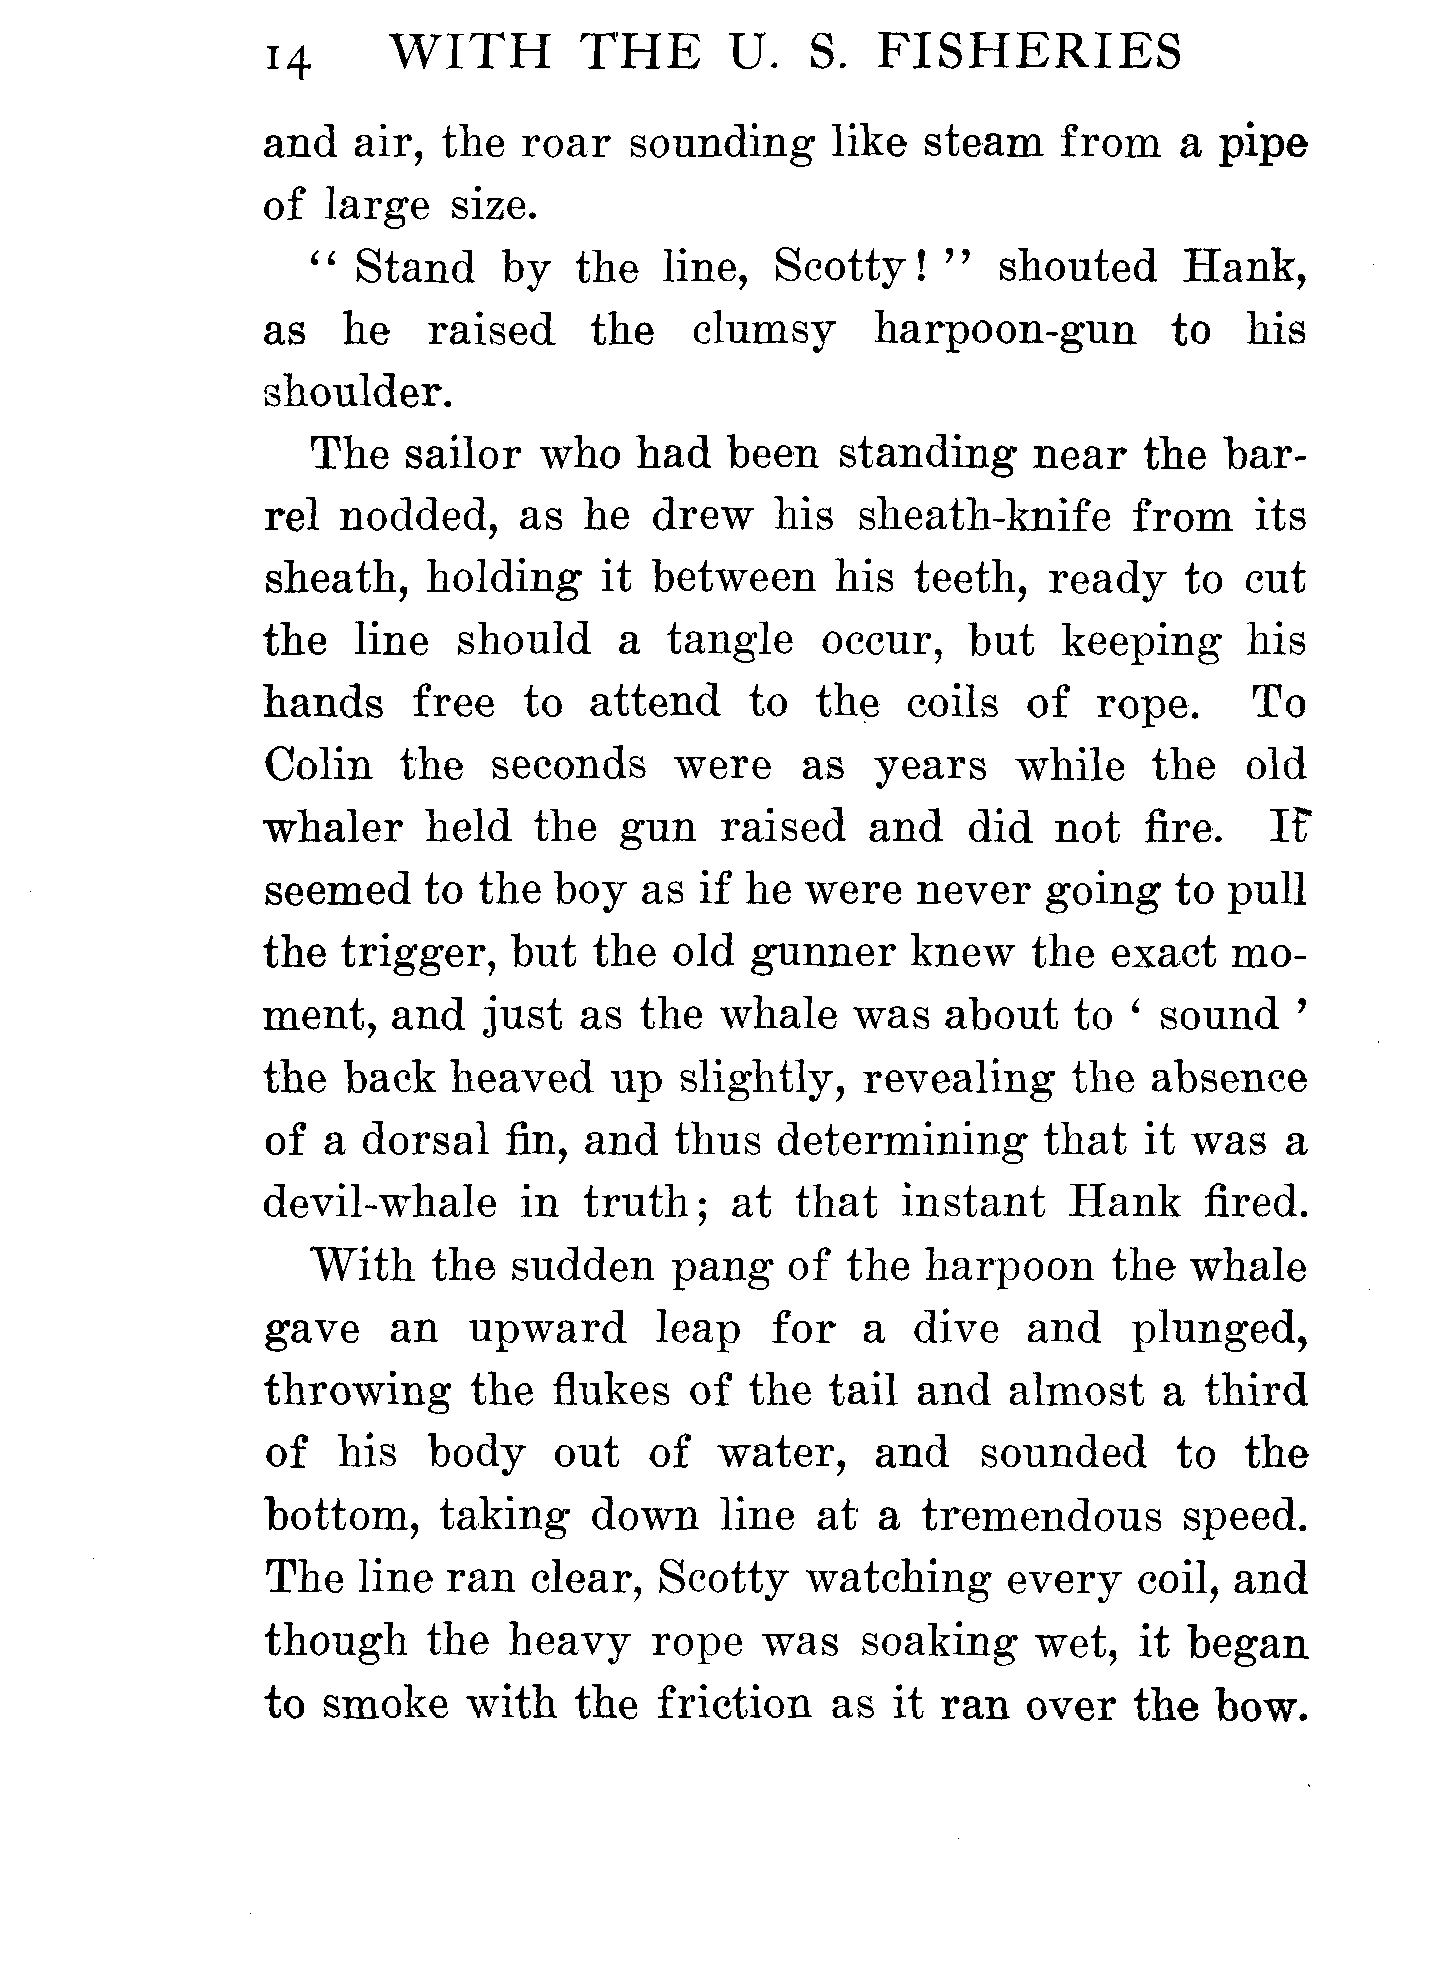 14 WITH THE U. S. FISHERIES
and air, the roar sounding like steam from a pipe
of large size.
“ Stand by the line, Scotty! ” shouted Hank,
as he raised the clumsy harpoon-gun to his
shoulder.
The sailor who had been standing near the bar-
rel nodded, as he drew his sheath-knife from its
sheath, holding it between his teeth, ready to cut
the line should a tangle occur, but keeping his
hands free to attend to the coils of rope. To
Colin the seconds were as years while the old
whaler held the gun raised and did not fire. It
seemed to the boy as if he were never going to pull
the trigger, but the old gunner knew the exact mo-
ment, and just as the whale was about to ‘ sound ’
the back heaved up slightly, revealing the absence
of a dorsal fin, and thus determining that it was a
devil-whale in truth; at that instant Hank fired.
With the sudden pang of the harpoon the whale
gave an upward leap for a dive and plunged,
throwing the flukes of the tail and almost a third
of his body out of water, and sounded to the
bottom, taking down line at a tremendous speed.
The line ran clear, Scotty watching every coil, and
though the heavy rope was soaking wet, it began
to smoke with the friction as it ran over the bow.